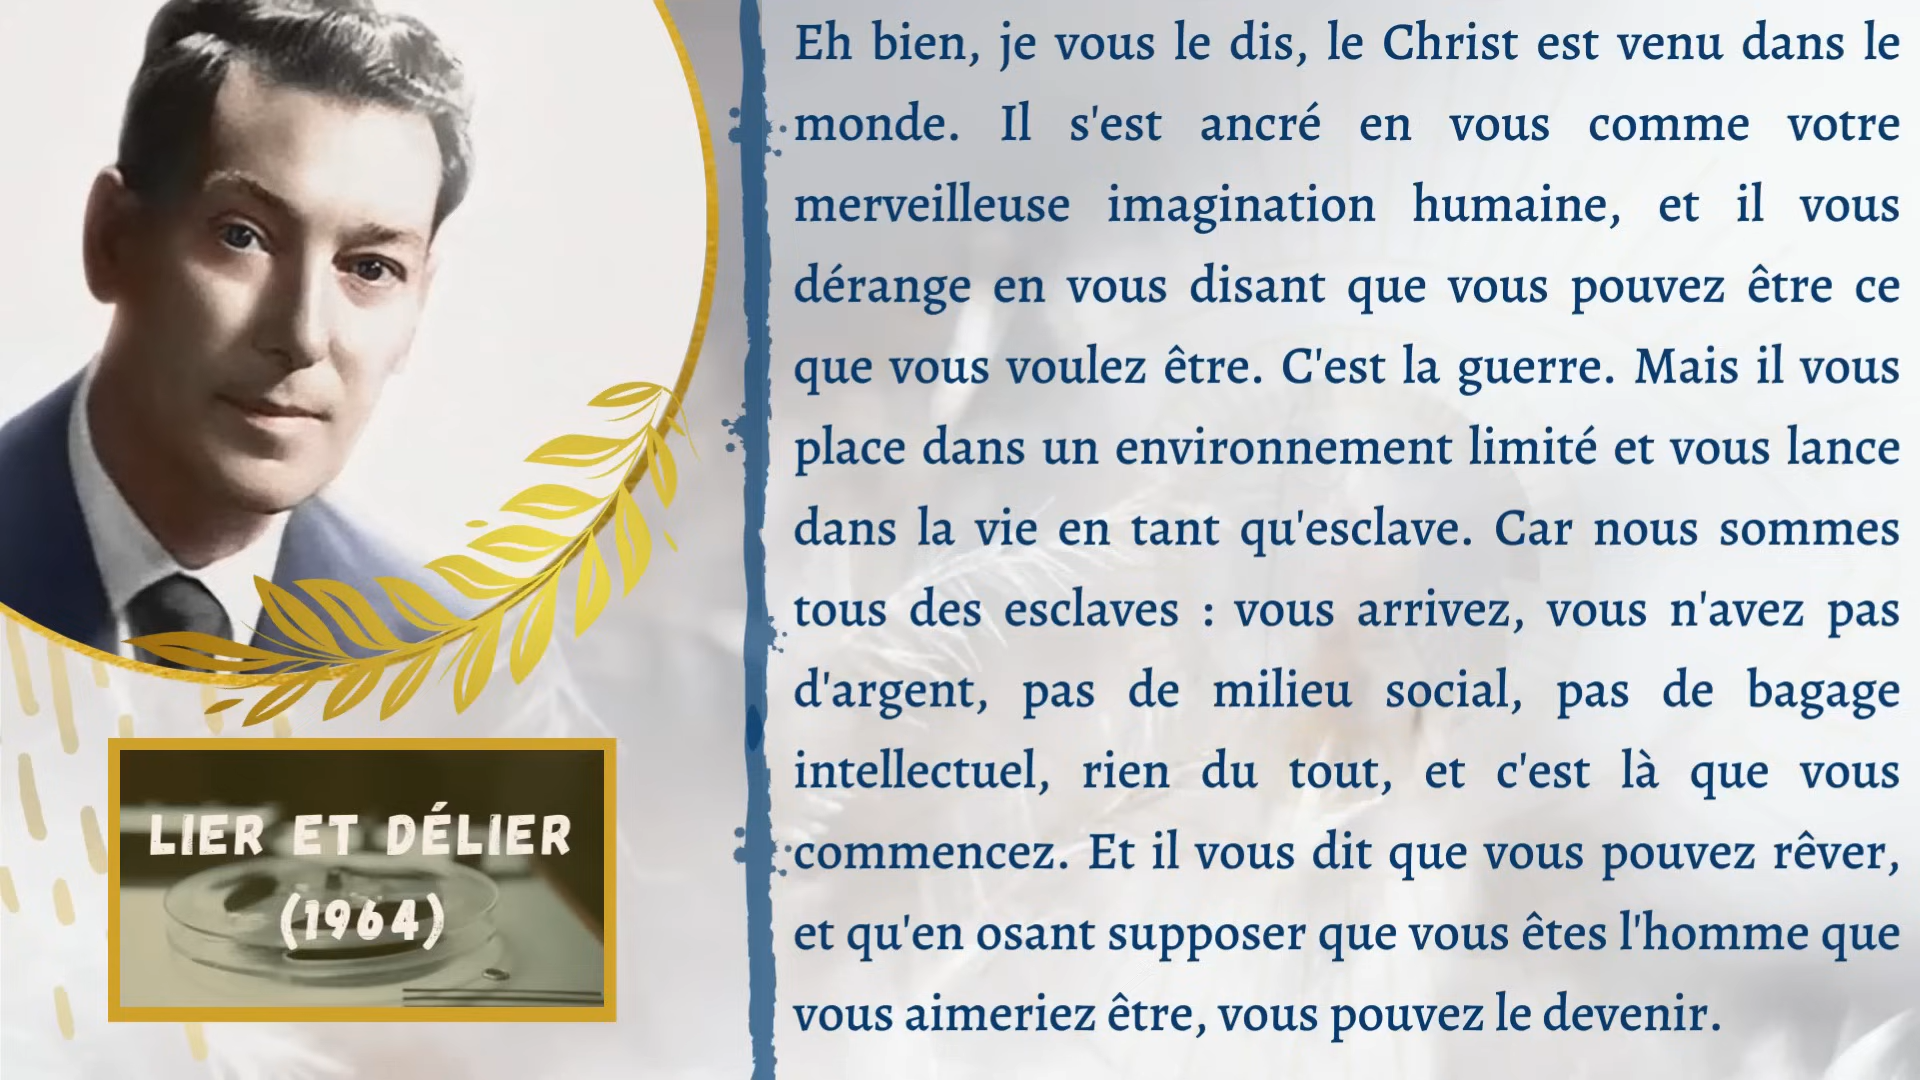 Eh bien, je vous le dis, le Christ est venu dans le
monde. Il s'est ancré en vous comme votre
merveilleuse imagination humaine, et il vous
dérange en vous disant que vous pouvez être ce
que vous voulez être. C'est la guerre. Mais il vous
place dans un environnement limité et vous lance
dans la vie en tant qu'esclave. Car nous sommes
tous des esclaves : vous arrivez, vous n'avez pas
d'argent, pas de milieu social, pas de bagage
intellectuel, rien du tout, et c'est là que vous
commencez. Et il vous dit que vous pouvez rêver,
et qu'en osant supposer que vous êtes l'homme que
vous aimeriez être, vous pouvez le devenir.
LIER ET DÉLIER
(1964)